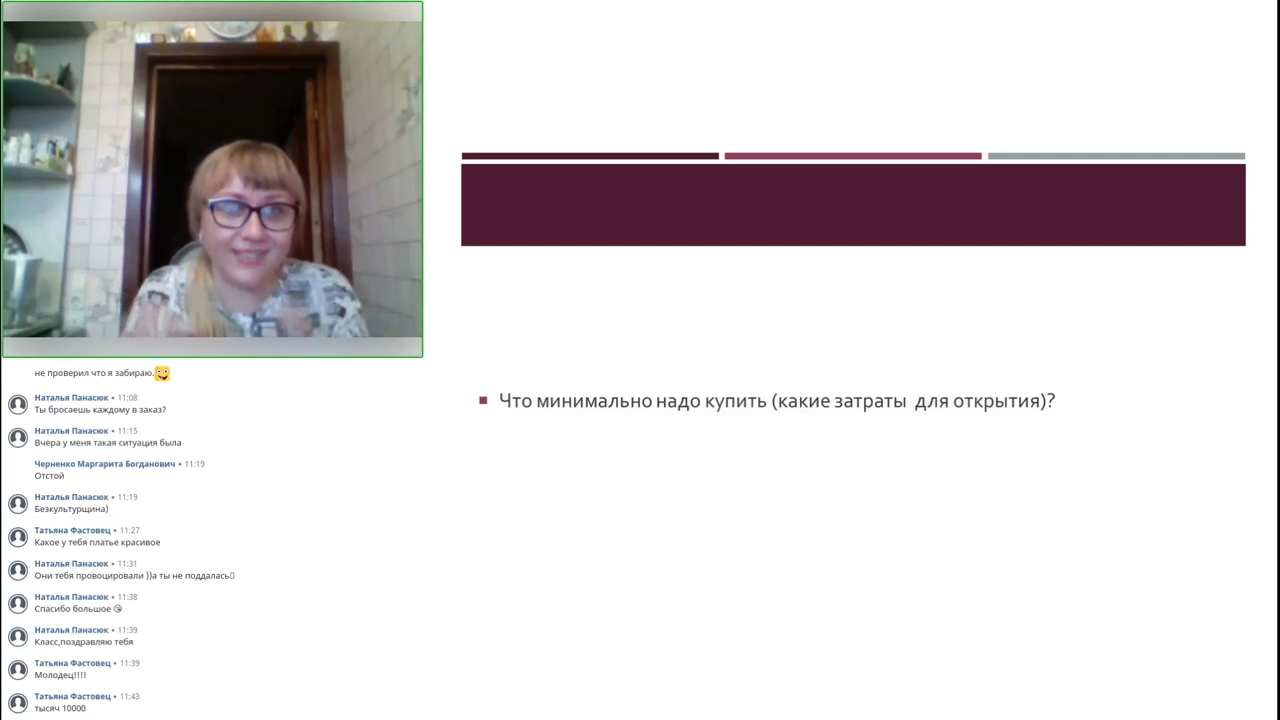 Что минимально надо купить (какие затраты для открытия)?
не проверил что я забираю.
Наталья Панасюк • 11:08
Ты бросаешь каждому в заказ?
Наталья Панасюк • 11:15
Вчера у меня такая ситуация была
Черненко Маргарита Богданович • 11:19
Отстой
Наталья Панасюк • 11:19
Безкультурщина)
Татьяна Фастовец • 11:27
Какое у тебя платье красивое
Наталья Панасюк • 11:31
Они тебя провоцировали ))а ты не поддалась
Наталья Панасюк • 11:38
Спасибо большое 😘
Наталья Панасюк • 11:39
Класс,поздравляю тебя
Татьяна Фастовец • 11:39
Молодец!!!!
Татьяна Фастовец • 11:43
тысяч 10000